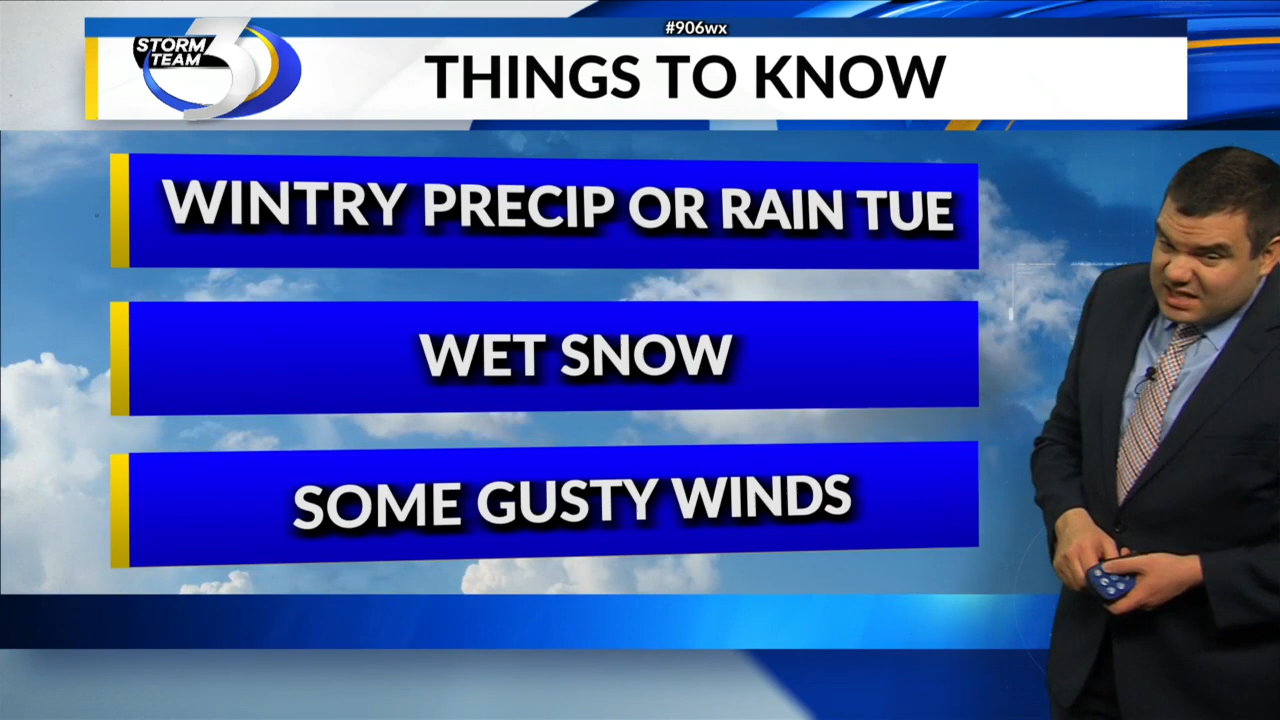 #906wx
STORM
TEAM
3
THINGS TO KNOW
WINTRY PRECIP OR RAIN TUE
WET SNOW
SOME GUSTY WINDS